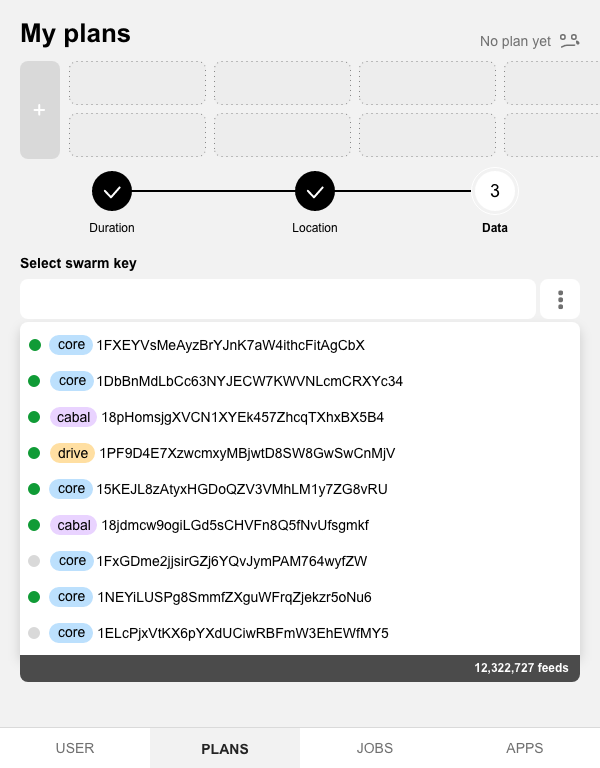 My plans
No plan yet
+
3
Duration
Location
Data
Select swarm key
core 1FXEYVsMeAyzBrYJnK7aW4ithcFitAgCbX
core 1DbBnMdLbCc63NYJECW7KWVNLcmCRXYc34
cabal 18pHomsjgXVCN1XYEk457ZhcqTXhxBX5B4
drive 1PF9D4E7XzwcmxyMBjwtD8SW8GwSwCnMjV
core 15KEJL8zAtyxHGDoQZV3VMhLM1y7ZG8vRU
cabal 18jdmcw9ogiLGd5sCHVFn8Q5fNvUfsgmkf
core 1FxGDme2jjsirGZj6YQvJymPAM764wyfZW
core 1NEYiLUSPg8SmmfZXguWFRqZjekzr5oNu6
core 1ELcPjxVtKX6pYXdUCiwRBFmW3EhEWfMY5
12,322,727 feeds
USER
PLANS
JOBS
APPS